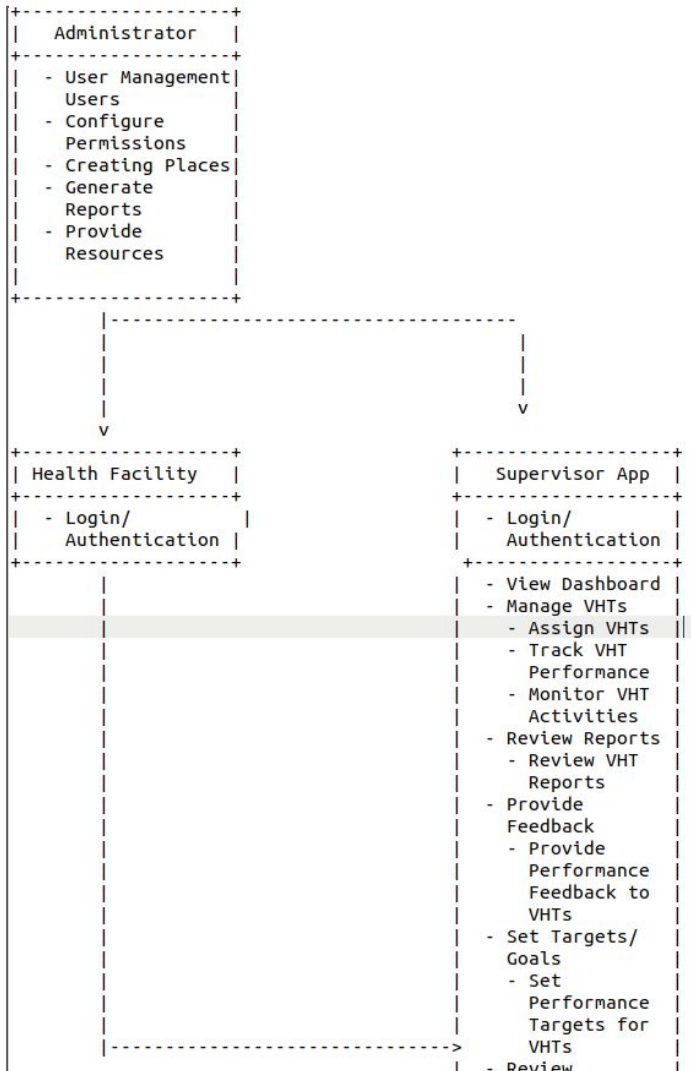 Administrator
- User Management
Users
- Configure
Permissions
- Creating Places
- Generate
Reports
- Provide
Resources
v
v
Health Facility
- Login/
Authentication
Supervisor App
- Login/
Authentication
- View Dashboard
- Manage VHTs
- Assign VHTs
- Track VHT
Performance
- Monitor VHT
Activities
- Review Reports
- Review VHT
Reports
- Provide
Feedback
- Provide
Performance
Feedback to
VHTs
- Set Targets/
Goals
- Set
Performance
Targets for
VHTs
- Review